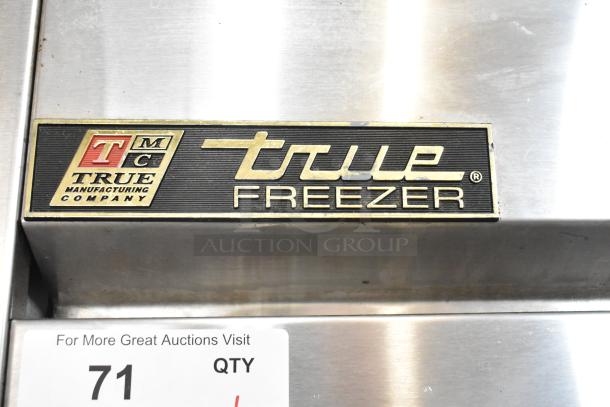 T M
C
TRUE
MANUFACTURING
COMPANY
true ®
FREEZER
AUCTION GROUP
For More Great Auctions Visit
71 QTY